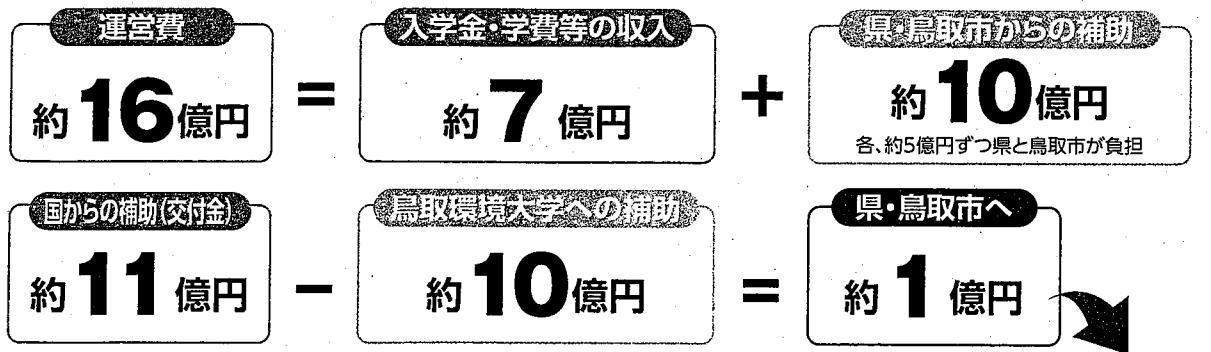 運営費 入学金・学費等の収入 県・鳥取市からの補助
約16億円 = 約7億円 + 約10億円
各、約5億円ずつ県と鳥取市が負担
国からの補助(交付金) 鳥取環境大学への補助 県・鳥取市へ
約11億円 − 約10億円 = 約1億円